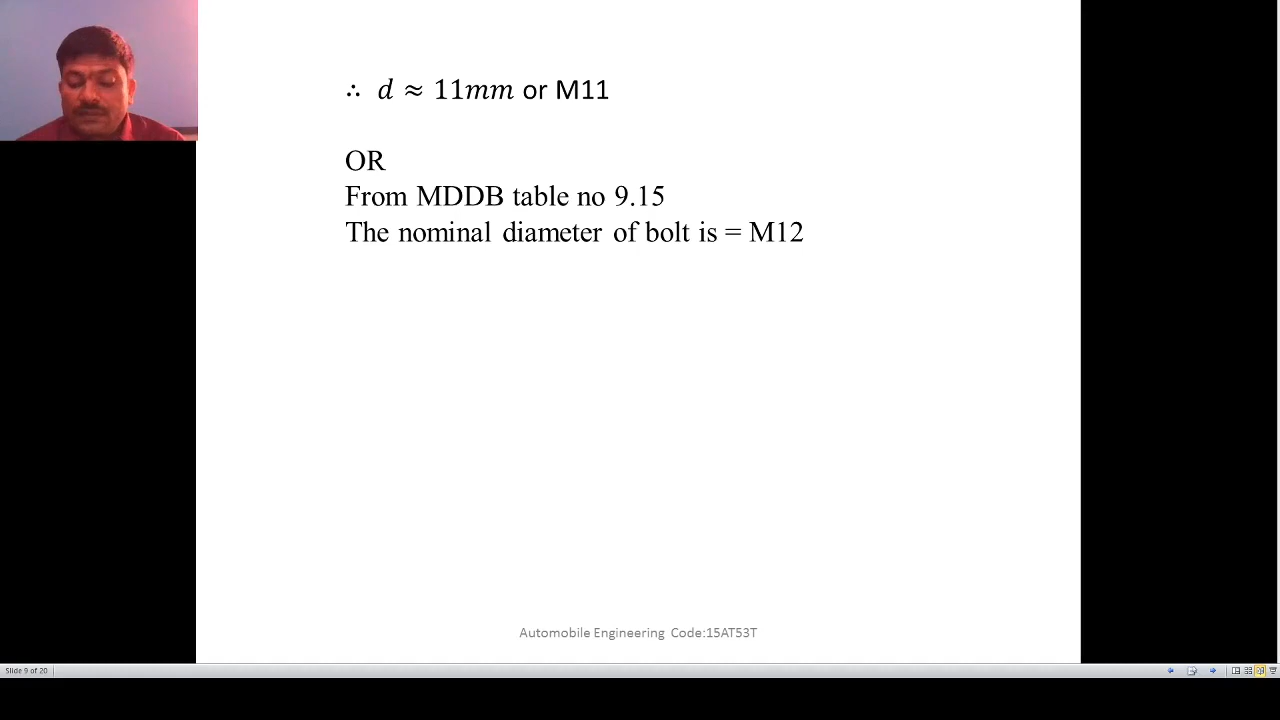 ∴ d ≈ 11mm or M11
OR
From MDDB table no 9.15
The nominal diameter of bolt is = M12
Automobile Engineering Code:15AT53T
Slide 9 of 20